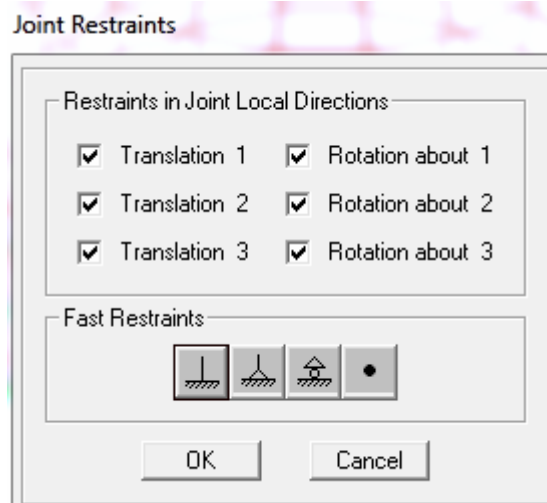 Joint Restraints
Restraints in Joint Local Directions
Translation 1 Rotation about 1
Translation 2 Rotation about 2
Translation 3 Rotation about 3
Fast Restraints
OK Cancel